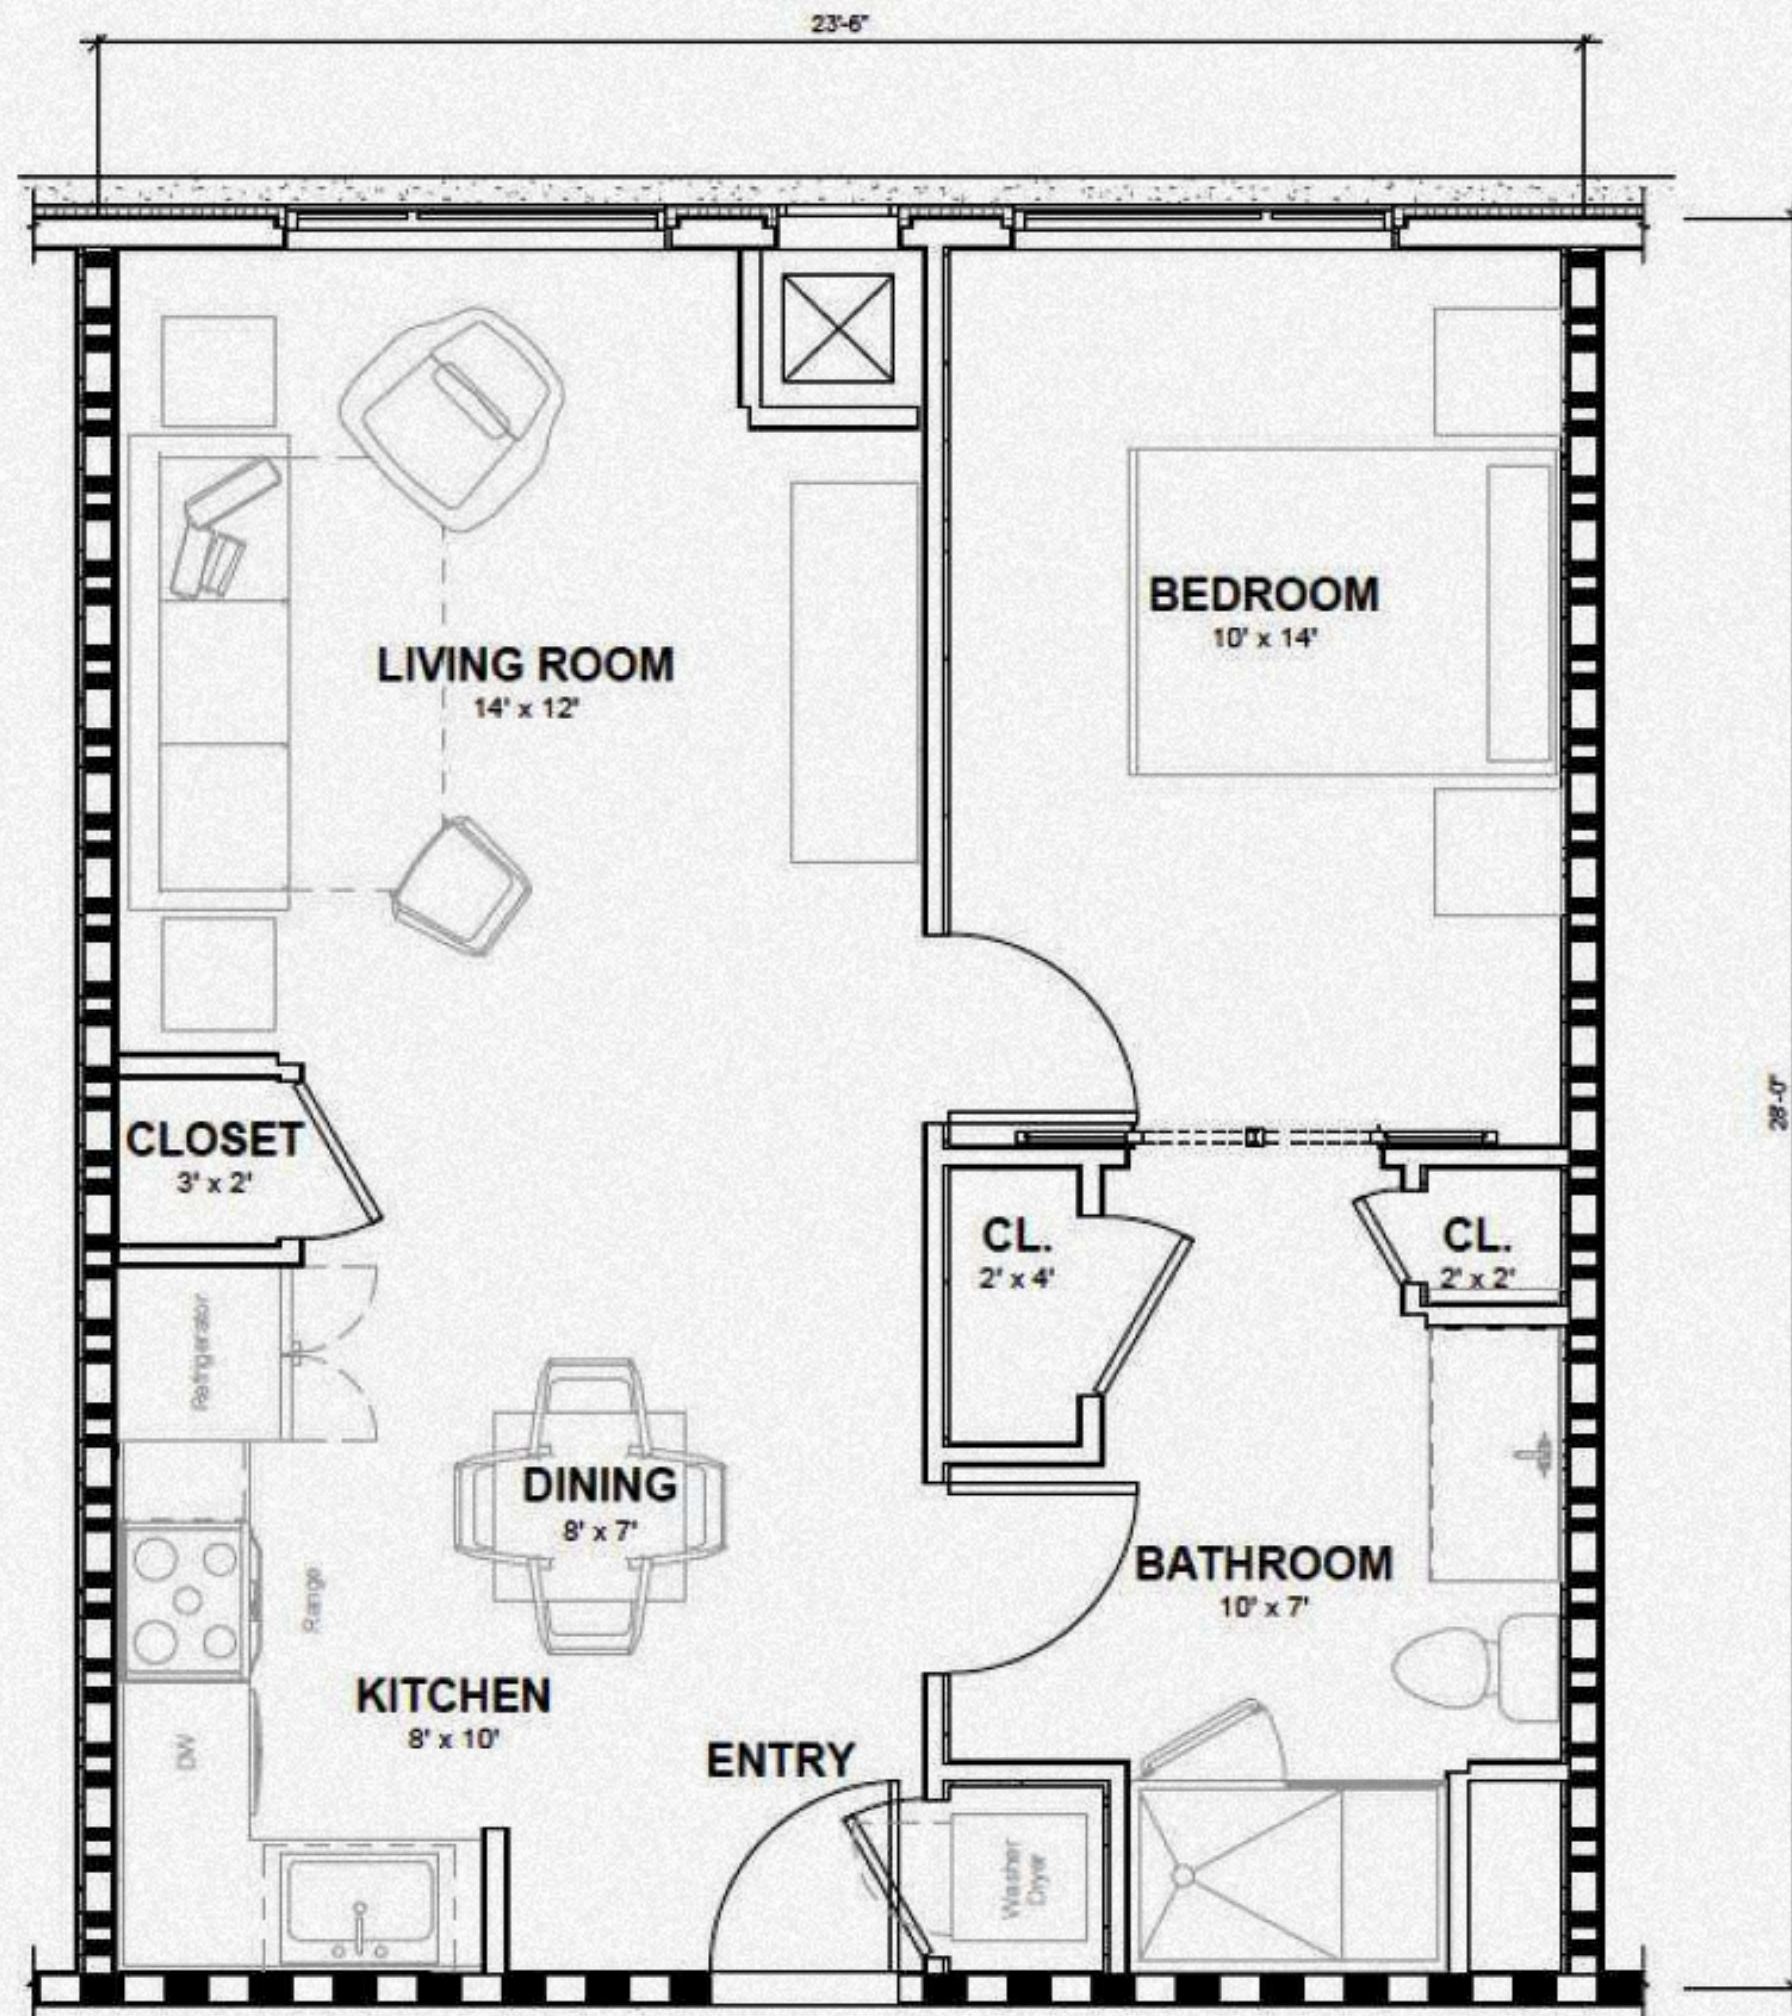 23'-6"
BEDROOM
10' x 14'
LIVING ROOM
14' x 12'
28'-0"
CLOSET
3' x 2'
CL.
2' x 4'
CL.
2' x 2'
Refrigerator
DINING
8' x 7'
BATHROOM
10' x 7'
Range
KITCHEN
8' x 10'
DW
ENTRY
Washer
Dryer